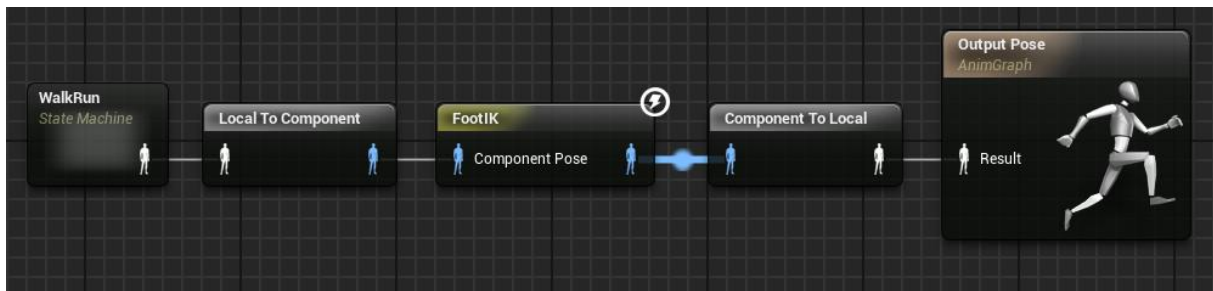 WalkRun
State Machine
Local To Component
FootIK
Component Pose
Component To Local
Output Pose
AnimGraph
Result